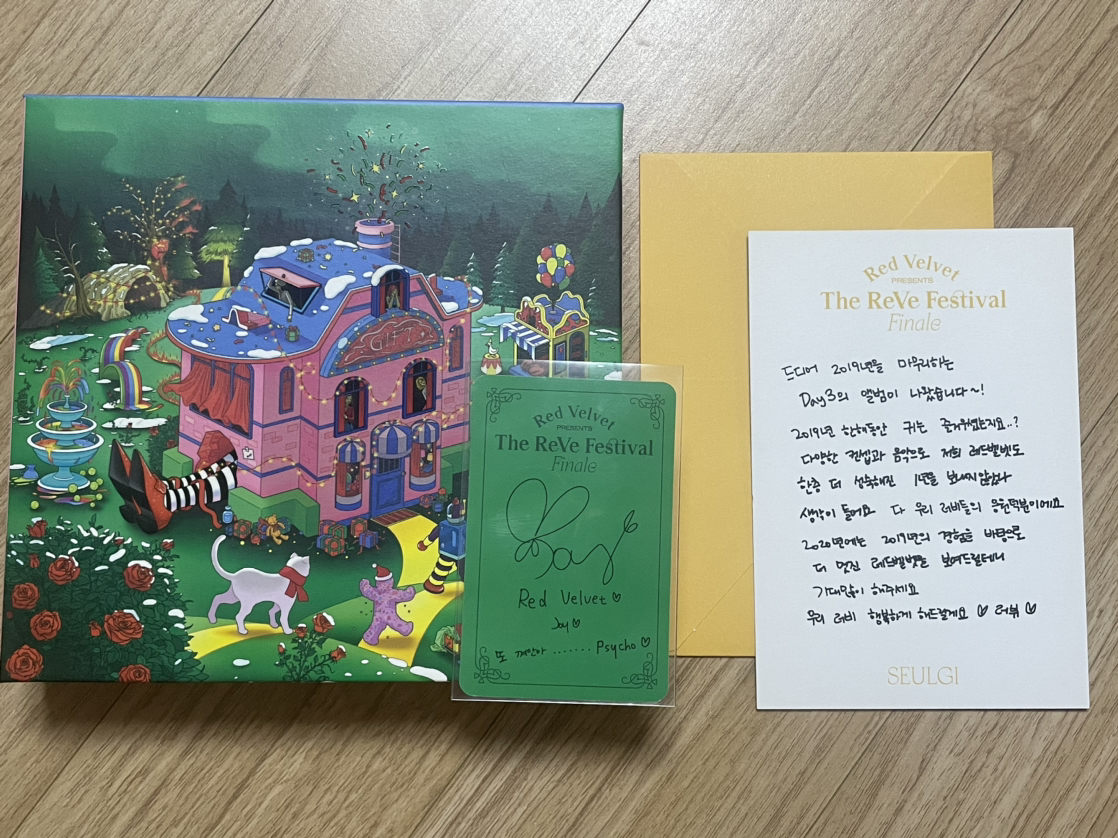 GIFT
Red Velvet
PRESENTS
The ReVe Festival
Finale
Joy
Red Velvet ♡
Joy ♡
또 껴안아 ....... Psycho ♡
Red Velvet
PRESENTS
The ReVe Festival
Finale
드디어 2019년을 마무리하는
Day3의 앨범이 나왔습니다~!
2019년 한해동안 귀는 즐거우셨는지요..?
다양한 컨셉과 음악으로 저희 레드벨벳도
한층 더 성숙해진 1년을 보내지않았나
생각이 들어요 다 우리 러비들의 응원덕분이에요
2020년에는 2019년의 경험을 바탕으로
더 멋진 레드벨벳을 보여드릴테니
기대많이 해주세요
우리 러비 행복하게 해드릴게요 ♡ 러뷰 ♡
SEULGI